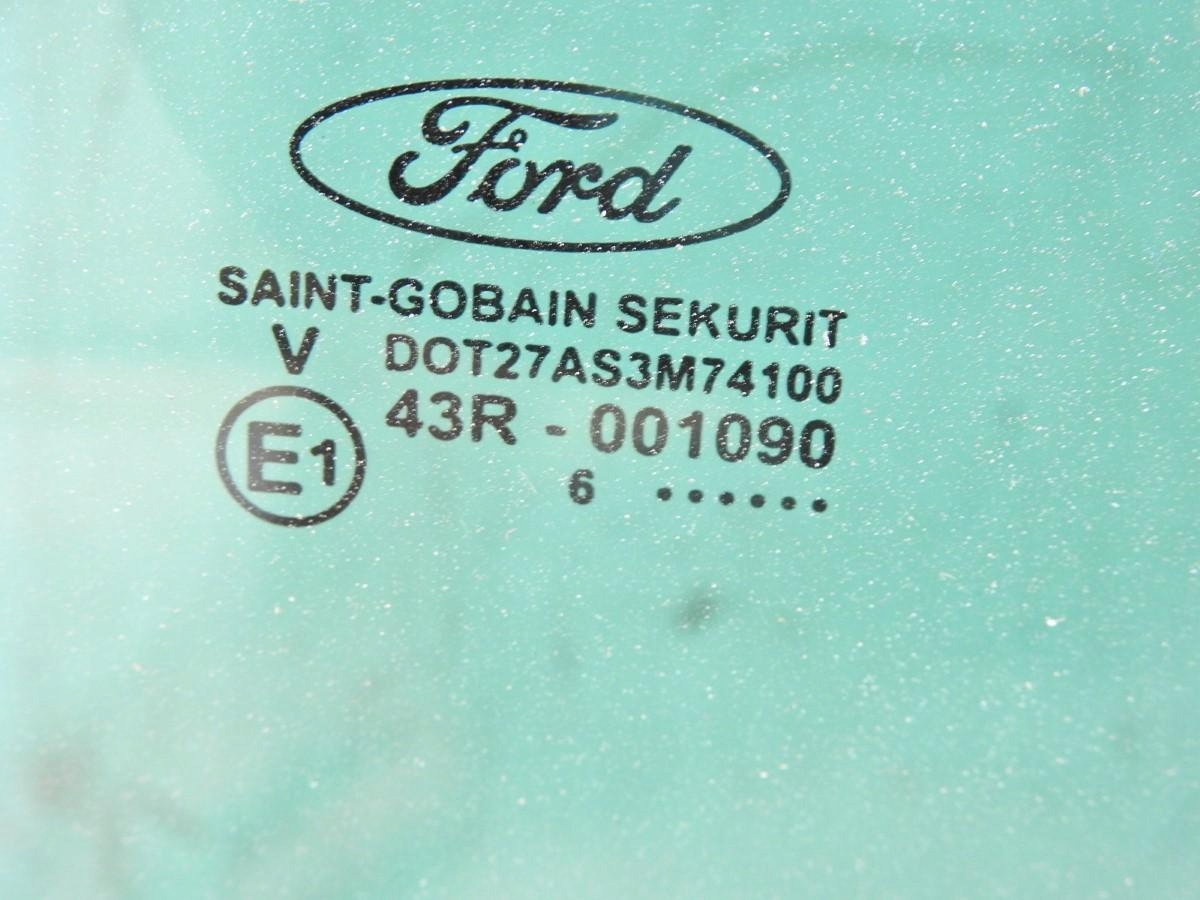 Ford
SAINT-GOBAIN SEKURIT
V DOT27AS3M74100
E1 43R - 001090
6 ······